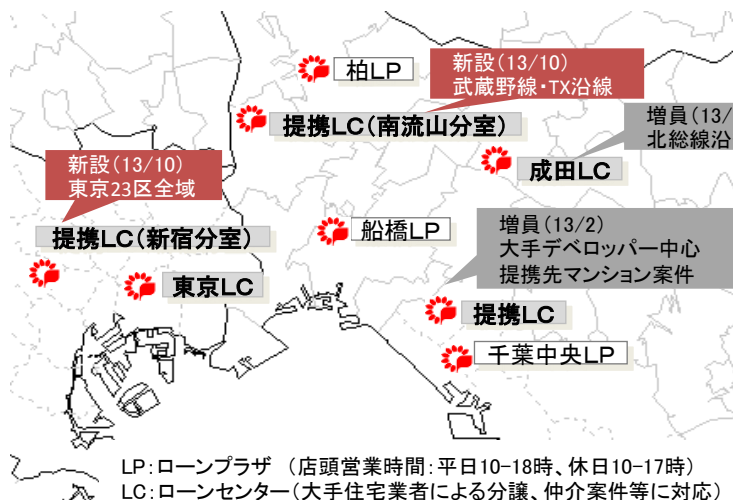 柏LP
新設(13/10)
武蔵野線・TX沿線
提携LC(南流山分室)
増員(13/
北総線沿
成田LC
新設(13/10)
東京23区全域
提携LC(新宿分室)
船橋LP
増員(13/2)
大手デベロッパー中心
提携先マンション案件
東京LC
提携LC
千葉中央LP
LP:ローンプラザ (店頭営業時間:平日10-18時、休日10-17時)
LC:ローンセンター(大手住宅業者による分譲、仲介案件等に対応)